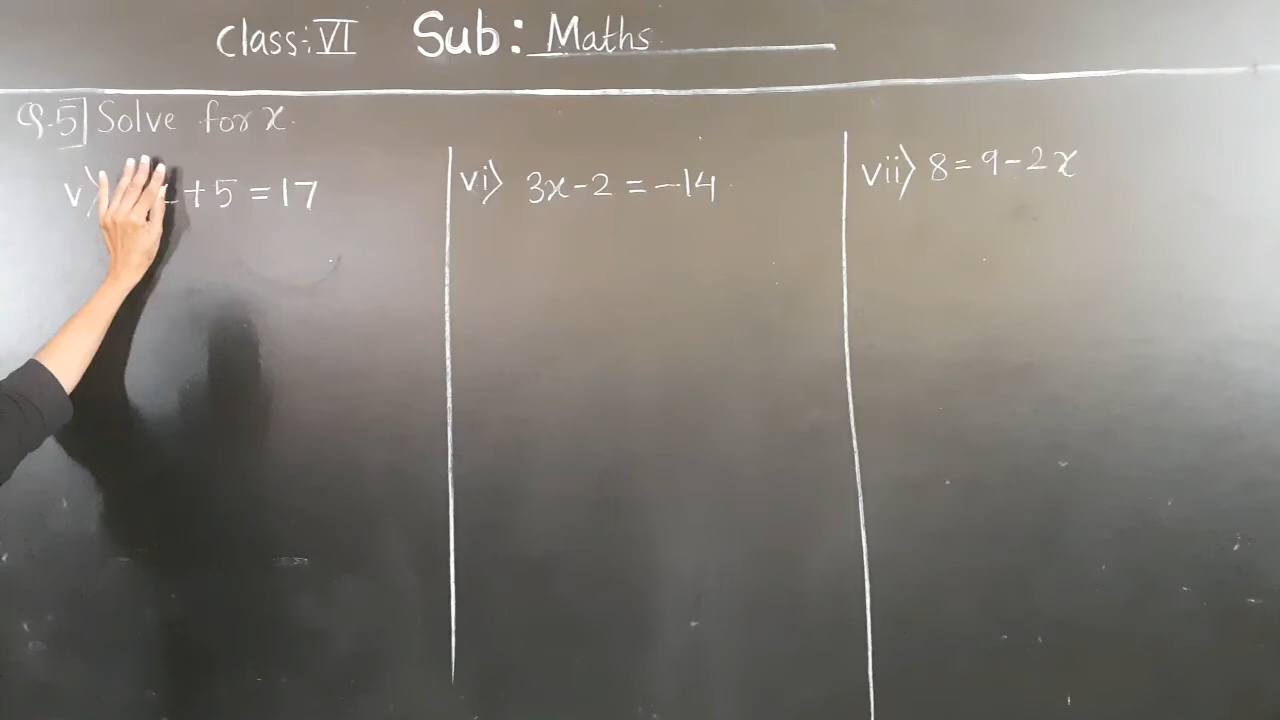 Class: VI Sub: Maths.
Q.5] Solve for x.
v) + 5 = 17
vi) 3x - 2 = -14
vii) 8 = 9 - 2x